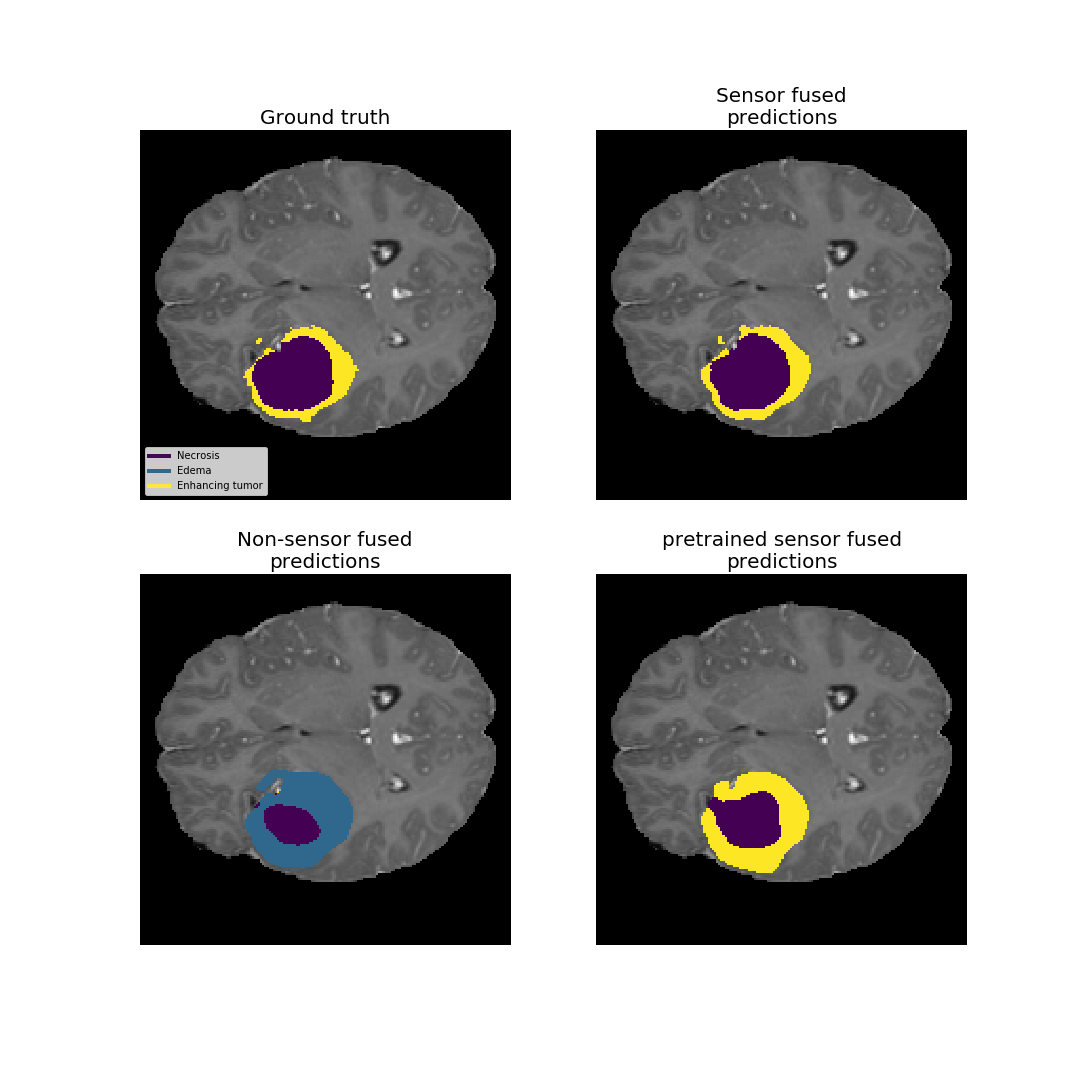 Ground truth
Sensor fused
predictions
Necrosis
Edema
Enhancing tumor
Non-sensor fused
predictions
pretrained sensor fused
predictions